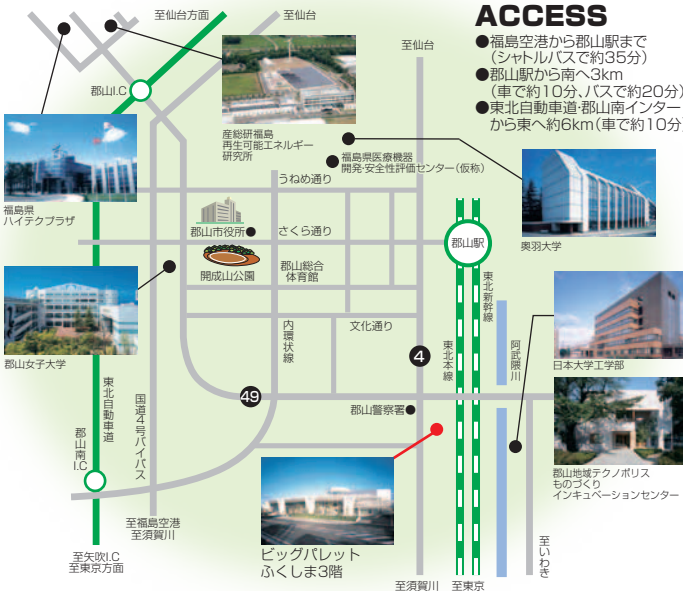 至仙台方面
至仙台
至仙台
ACCESS
●福島空港から郡山駅まで
(シャトルバスで約35分)
●郡山駅から南へ3km
(車で約10分、バスで約20分)
●東北自動車道・郡山南インター
から東へ約6km(車で約10分)
郡山I.C
産総研福島
再生可能エネルギー
研究所
福島県医療機器
開発・安全性評価センター(仮称)
うねめ通り
福島県
ハイテクプラザ
奥羽大学
郡山市役所
さくら通り
郡山駅
開成山公園
郡山総合
体育館
東北新幹線
郡山女子大学
内環状線
文化通り
4
東北本線
阿武隈川
日本大学工学部
東北自動車道
国道4号バイパス
49
郡山警察署
郡山南I.C
郡山地域テクノポリス
ものづくり
インキュベーションセンター
至福島空港
至須賀川
ビッグパレット
ふくしま3階
至いわき
至矢吹I.C
至東京方面
至須賀川
至東京